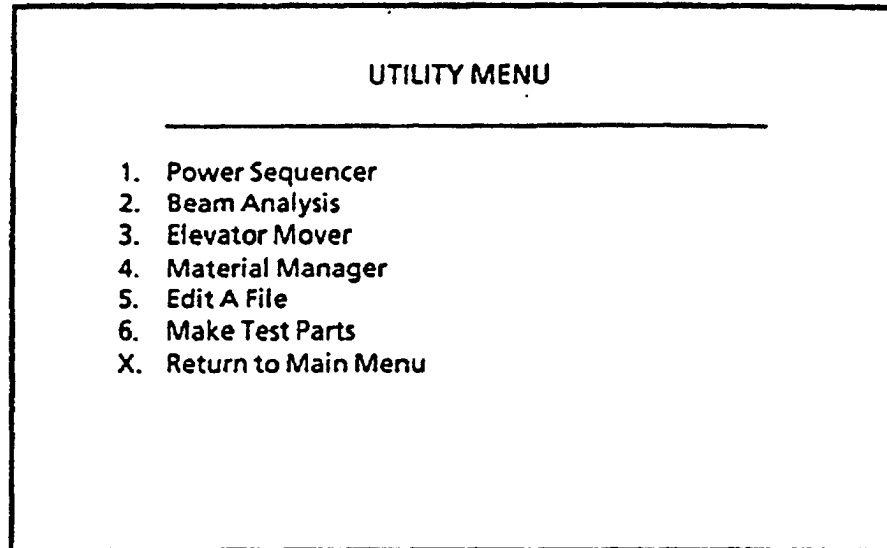 UTILITY MENU
1. Power Sequencer
2. Beam Analysis
3. Elevator Mover
4. Material Manager
5. Edit A File
6. Make Test Parts
X. Return to Main Menu